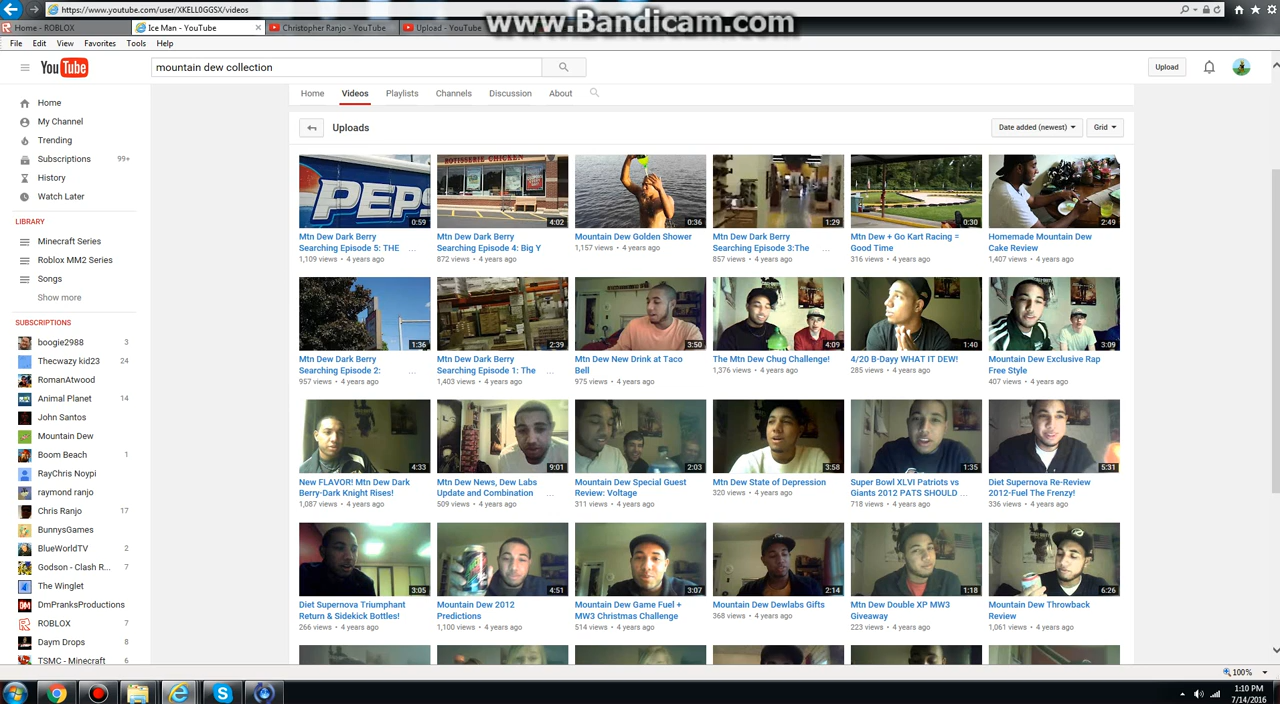 https://www.youtube.com/user/XKELL0GGSX/videos
www.Bandicam.com
Home - ROBLOX
Ice Man - YouTube
Christopher Ranjo - YouTube
Upload - YouTube
File Edit View Favorites Tools Help
YouTube
mountain dew collection
Upload
Home Videos Playlists Channels Discussion About
Uploads
Date added (newest)
Grid
Home
My Channel
Trending
Subscriptions 99+
History
Watch Later
LIBRARY
Minecraft Series
Roblox MM2 Series
Songs
Show more
SUBSCRIPTIONS
boogie2988 3
Thecwazy kid23 24
RomanAtwood
Animal Planet 14
John Santos
Mountain Dew
Boom Beach 1
RayChris Noypi
raymond ranjo
Chris Ranjo 17
BunnysGames
BlueWorldTV 2
Godson - Clash R... 7
The Winglet
DmPranksProductions
ROBLOX 7
Daym Drops 8
TSMC - Minecraft 6
PEPS
0:59
Mtn Dew Dark Berry
Searching Episode 5: THE ...
1,109 views • 4 years ago
ROTISSERIE CHICKEN
4:02
Mtn Dew Dark Berry
Searching Episode 4: Big Y
872 views • 4 years ago
0:36
Mountain Dew Golden Shower
1,157 views • 4 years ago
1:29
Mtn Dew Dark Berry
Searching Episode 3:The ...
857 views • 4 years ago
0:30
Mtn Dew + Go Kart Racing =
Good Time
316 views • 4 years ago
2:49
Homemade Mountain Dew
Cake Review
1,407 views • 4 years ago
1:36
Mtn Dew Dark Berry
Searching Episode 2: ...
957 views • 4 years ago
2:39
Mtn Dew Dark Berry
Searching Episode 1: The ...
1,403 views • 4 years ago
3:50
Mtn Dew New Drink at Taco
Bell
975 views • 4 years ago
4:09
The Mtn Dew Chug Challenge!
1,376 views • 4 years ago
1:40
4/20 B-Dayy WHAT IT DEW!
285 views • 4 years ago
3:09
Mountain Dew Exclusive Rap
Free Style
407 views • 4 years ago
4:33
New FLAVOR! Mtn Dew Dark
Berry-Dark Knight Rises!
1,087 views • 4 years ago
9:01
Mtn Dew News, Dew Labs
Update and Combination ...
509 views • 4 years ago
2:03
Mountain Dew Special Guest
Review: Voltage
311 views • 4 years ago
3:58
Mtn Dew State of Depression
320 views • 4 years ago
1:35
Super Bowl XLVI Patriots vs
Giants 2012 PATS SHOULD ...
718 views • 4 years ago
5:31
Diet Supernova Re-Review
2012-Fuel The Frenzy!
336 views • 4 years ago
3:05
Diet Supernova Triumphant
Return & Sidekick Bottles!
266 views • 4 years ago
4:51
Mountain Dew 2012
Predictions
1,100 views • 4 years ago
3:07
Mountain Dew Game Fuel +
MW3 Christmas Challenge
514 views • 4 years ago
2:14
Mountain Dew Dewlabs Gifts
368 views • 4 years ago
1:18
Mtn Dew Double XP MW3
Giveaway
223 views • 4 years ago
6:26
Mountain Dew Throwback
Review
1,061 views • 4 years ago
100%
1:10 PM
7/14/2016